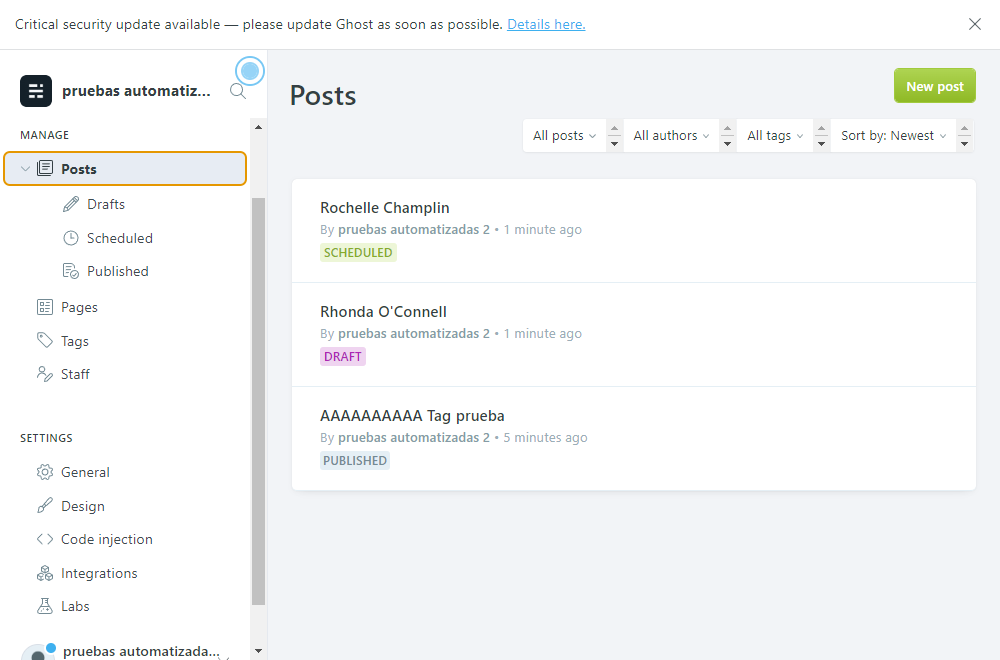 Critical security update available — please update Ghost as soon as possible. Details here.
pruebas automatiz...
MANAGE
Posts
Drafts
Scheduled
Published
Pages
Tags
Staff
SETTINGS
General
Design
Code injection
Integrations
Labs
pruebas automatizada...
Posts
New post
All posts
All authors
All tags
Sort by: Newest
Rochelle Champlin
By pruebas automatizadas 2 • 1 minute ago
SCHEDULED
Rhonda O'Connell
By pruebas automatizadas 2 • 1 minute ago
DRAFT
AAAAAAAAAA Tag prueba
By pruebas automatizadas 2 • 5 minutes ago
PUBLISHED